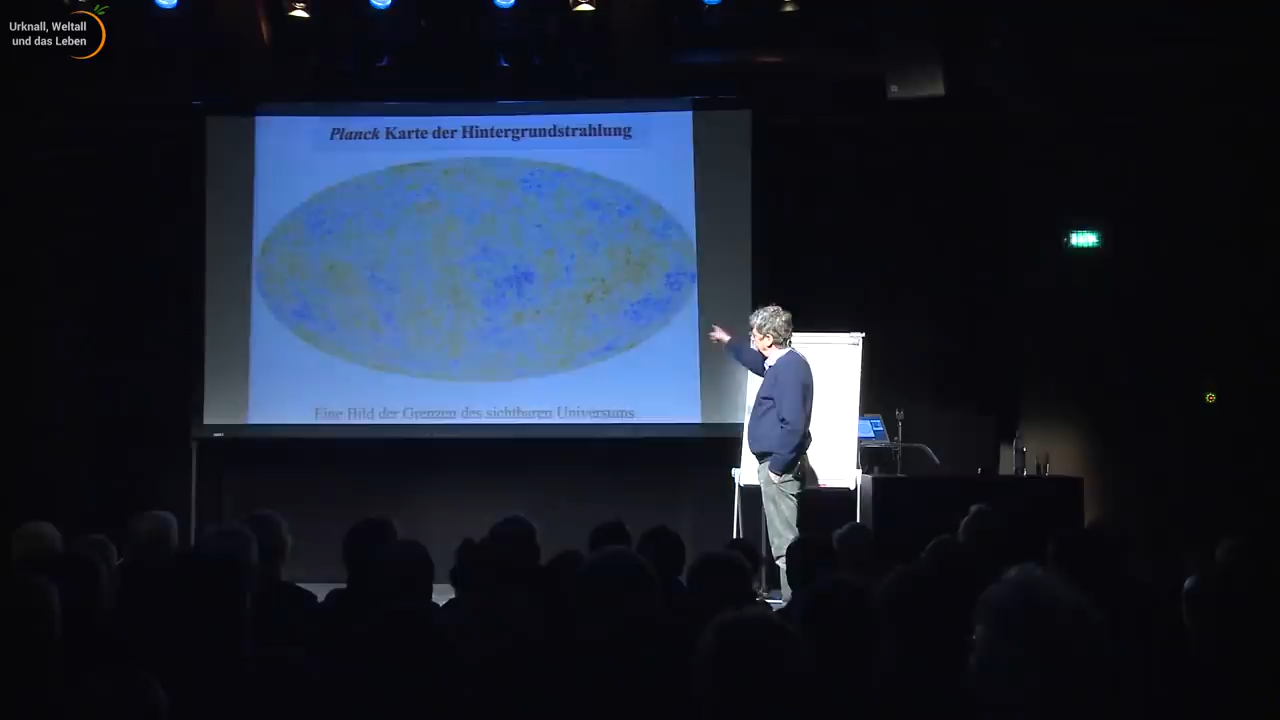 Urknall, Weltall
und das Leben
Planck Karte der Hintergrundstrahlung
Eine Bild der Grenzen des sichtbaren Universums